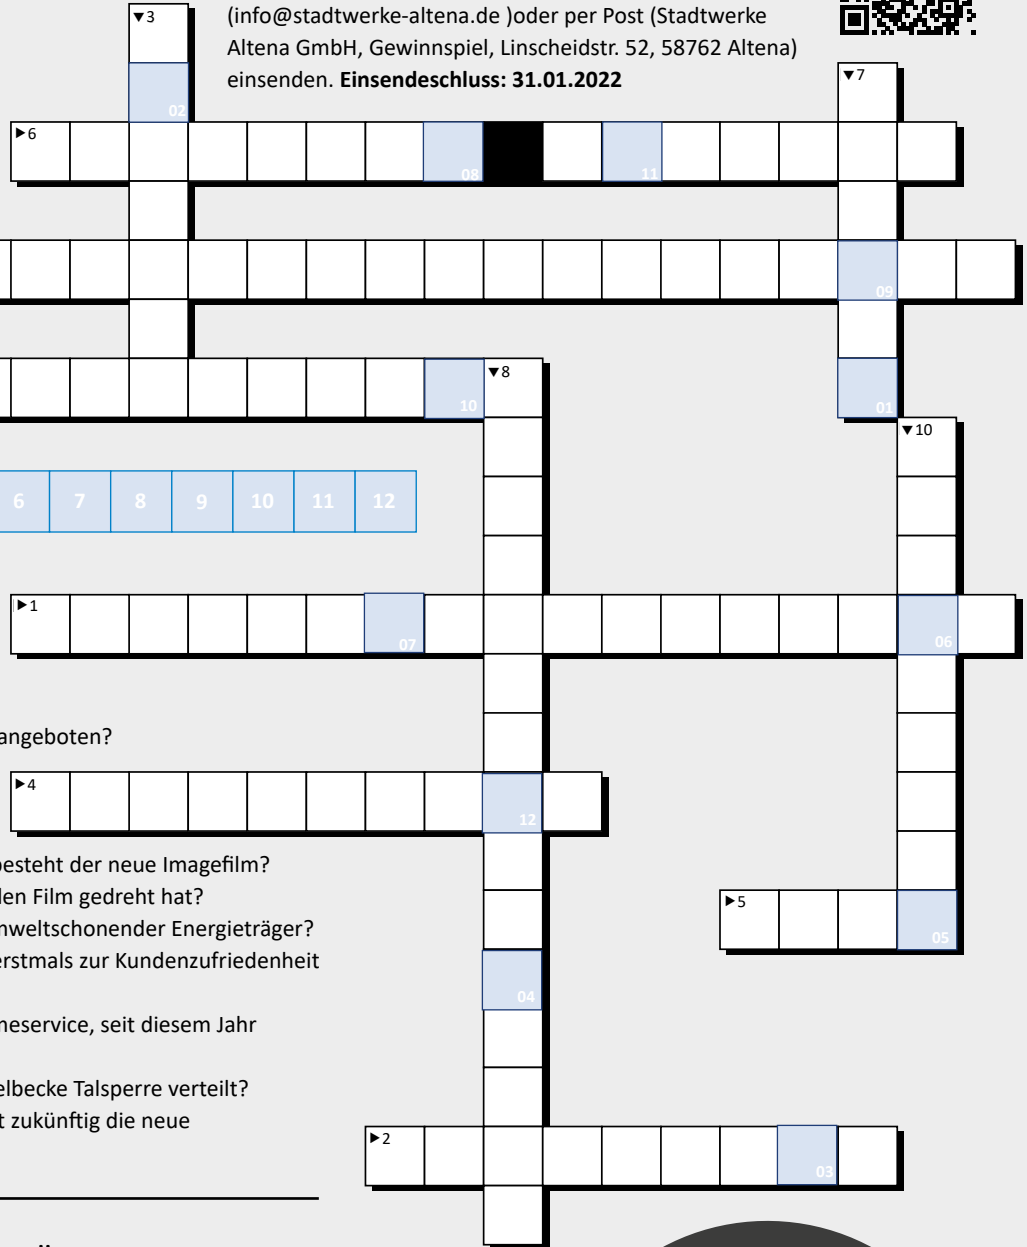 ▼3
(info@stadtwerke-altena.de )oder per Post (Stadtwerke
Altena GmbH, Gewinnspiel, Linscheidstr. 52, 58762 Altena)
einsenden. Einsendeschluss: 31.01.2022
▼7
02
▶6
08
11
09
10
▼8
01
▼10
6 7 8 9 10 11 12
▶1
07
06
angeboten?
▶4
12
besteht der neue Imagefilm?
len Film gedreht hat?
nweltschonender Energieträger?
erstmals zur Kundenzufriedenheit
▶5
05
04
neservice, seit diesem Jahr
elbecke Talsperre verteilt?
t zukünftig die neue
▶2
03